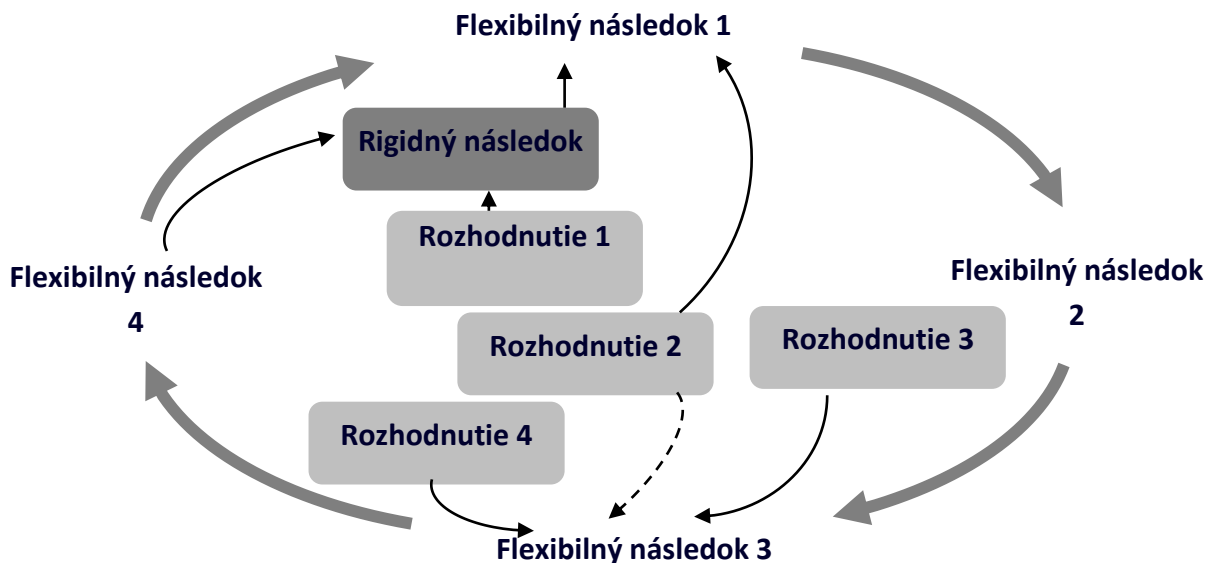 Flexibilný následok 1
Rigidný následok
Rozhodnutie 1
Flexibilný následok
4
Flexibilný následok
2
Rozhodnutie 2
Rozhodnutie 3
Rozhodnutie 4
Flexibilný následok 3